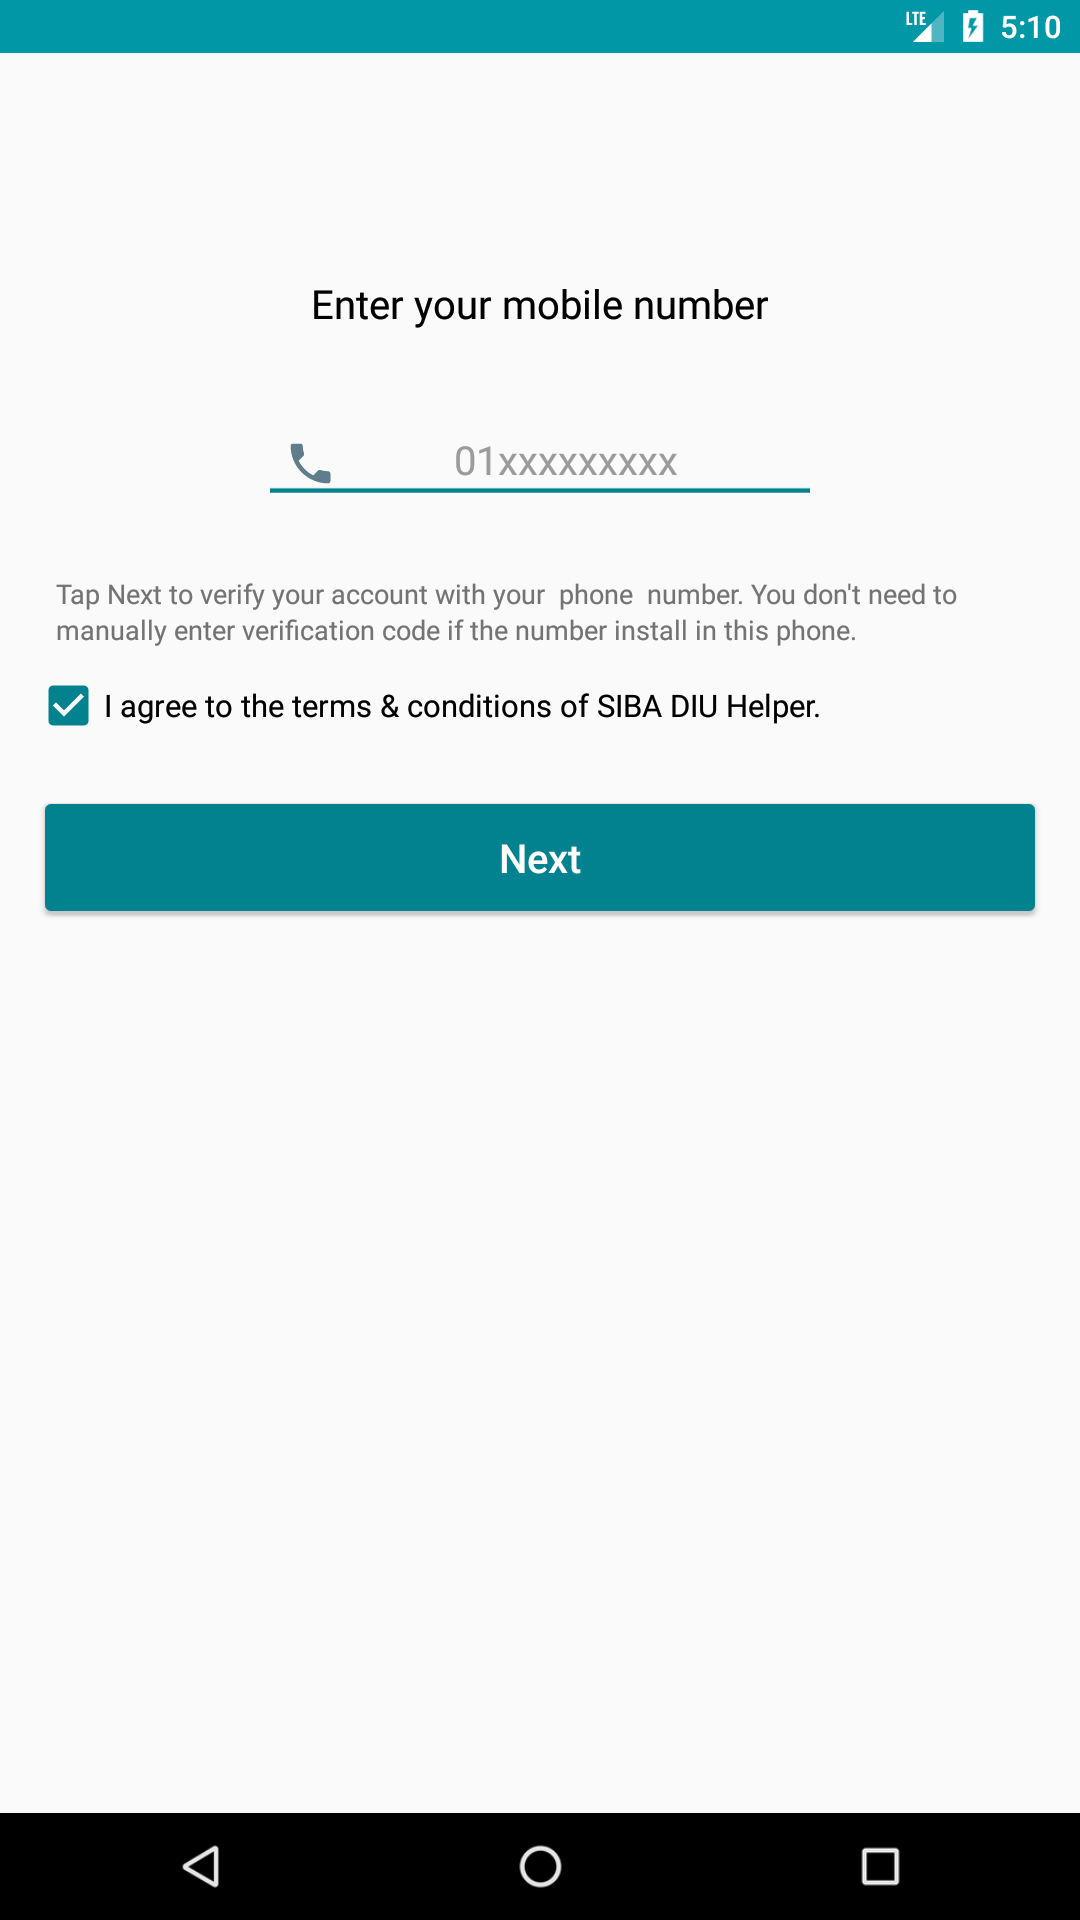 LTE 5:10
Enter your mobile number
01xxxxxxxxx
Tap Next to verify your account with your  phone  number. You don't need to
manually enter verification code if the number install in this phone.
I agree to the terms & conditions of SIBA DIU Helper.
Next